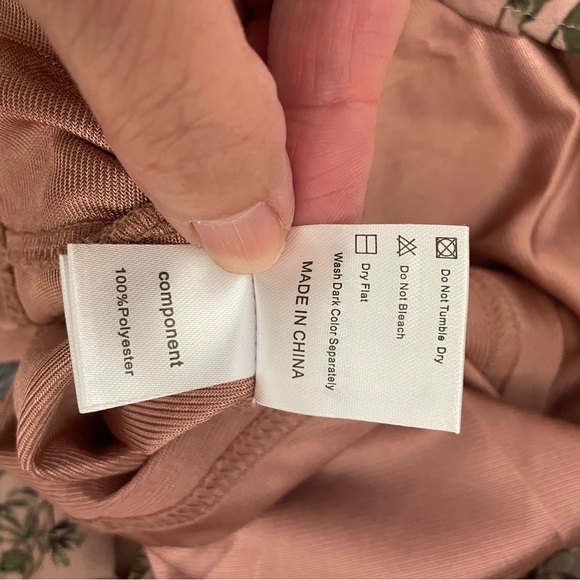 component
100%Polyester
Do Not Tumble Dry
Do Not Bleach
Dry Flat
Wash Dark Color Separately
MADE IN CHINA